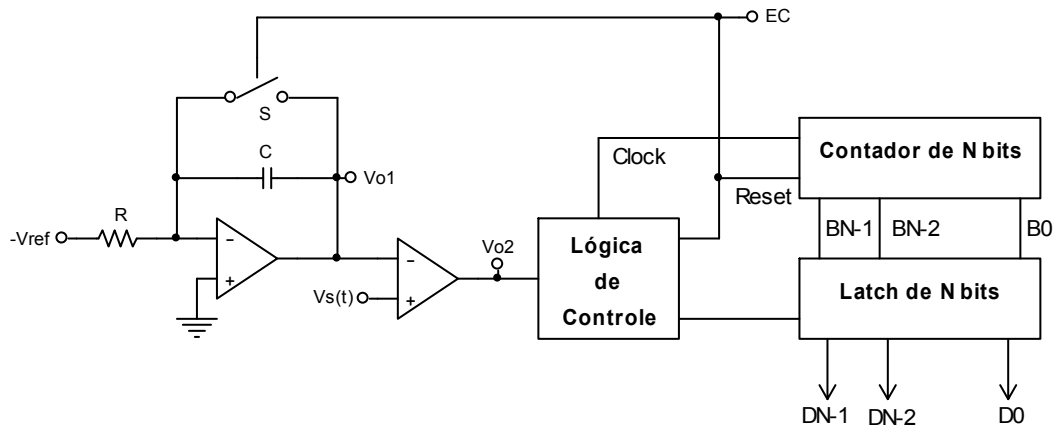 EC
S
C
Vo1
Clock
Contador de N bits
Reset
R
-Vref
-
+
Vs(t)
-
+
Vo2
Lógica
de
Controle
BN-1
BN-2
B0
Latch de N bits
DN-1
DN-2
D0